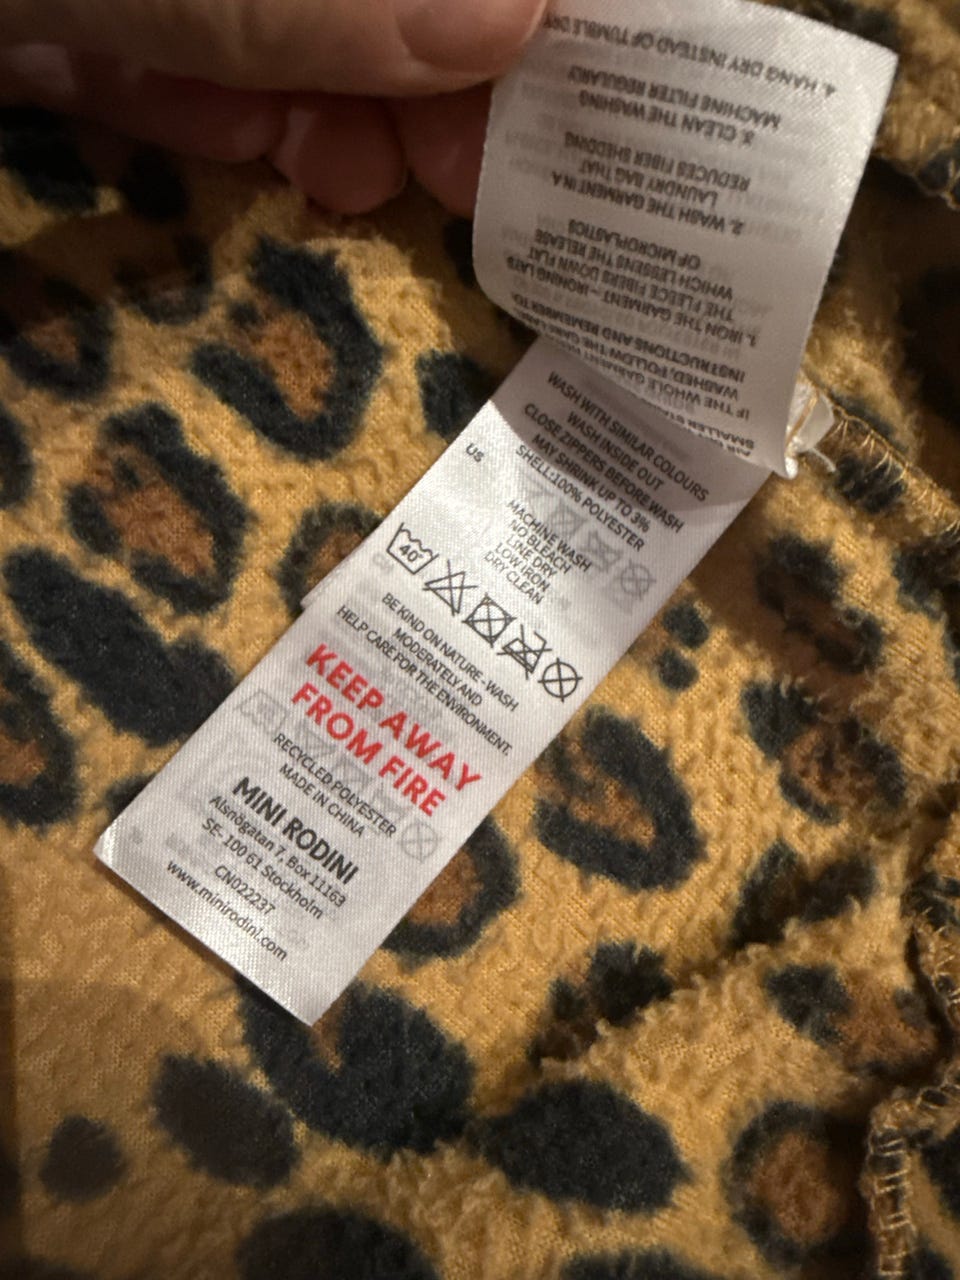 WASH WITH SIMILAR COLOURS
WASH INSIDE OUT
CLOSE ZIPPERS BEFORE WASH
MAY SHRINK UP TO 3%
SHELL:100% POLYESTER
US
MACHINE WASH
NO BLEACH
LINE DRY
LOW IRON
DRY CLEAN
40
BE KIND ON NATURE - WASH
MODERATELY AND
HELP CARE FOR THE ENVIRONMENT.
KEEP AWAY
FROM FIRE
RECYCLED POLYESTER
MADE IN CHINA
MINI RODINI
Alsnögatan 7, Box 11163
SE- 100 61 Stockholm
CN022237
www.minirodini.com
SMALLER
IF THE WHOLE GARMENT
WASHED, FOLLOW THE CARE
INSTRUCTIONS AND REMEMBER TO:
1. IRON THE GARMENT – IRONING LAYS
THE FLEECE FIBERS DOWN FLAT
WHICH LESSENS THE RELEASE
OF MICROPLASTICS
2. WASH THE GARMENT IN A
LAUNDRY BAG THAT
REDUCES FIBER SHEDDING
3. CLEAN THE WASHING
MACHINE FILTER REGULARLY
4. HANG DRY INSTEAD OF TUMBLE DRY